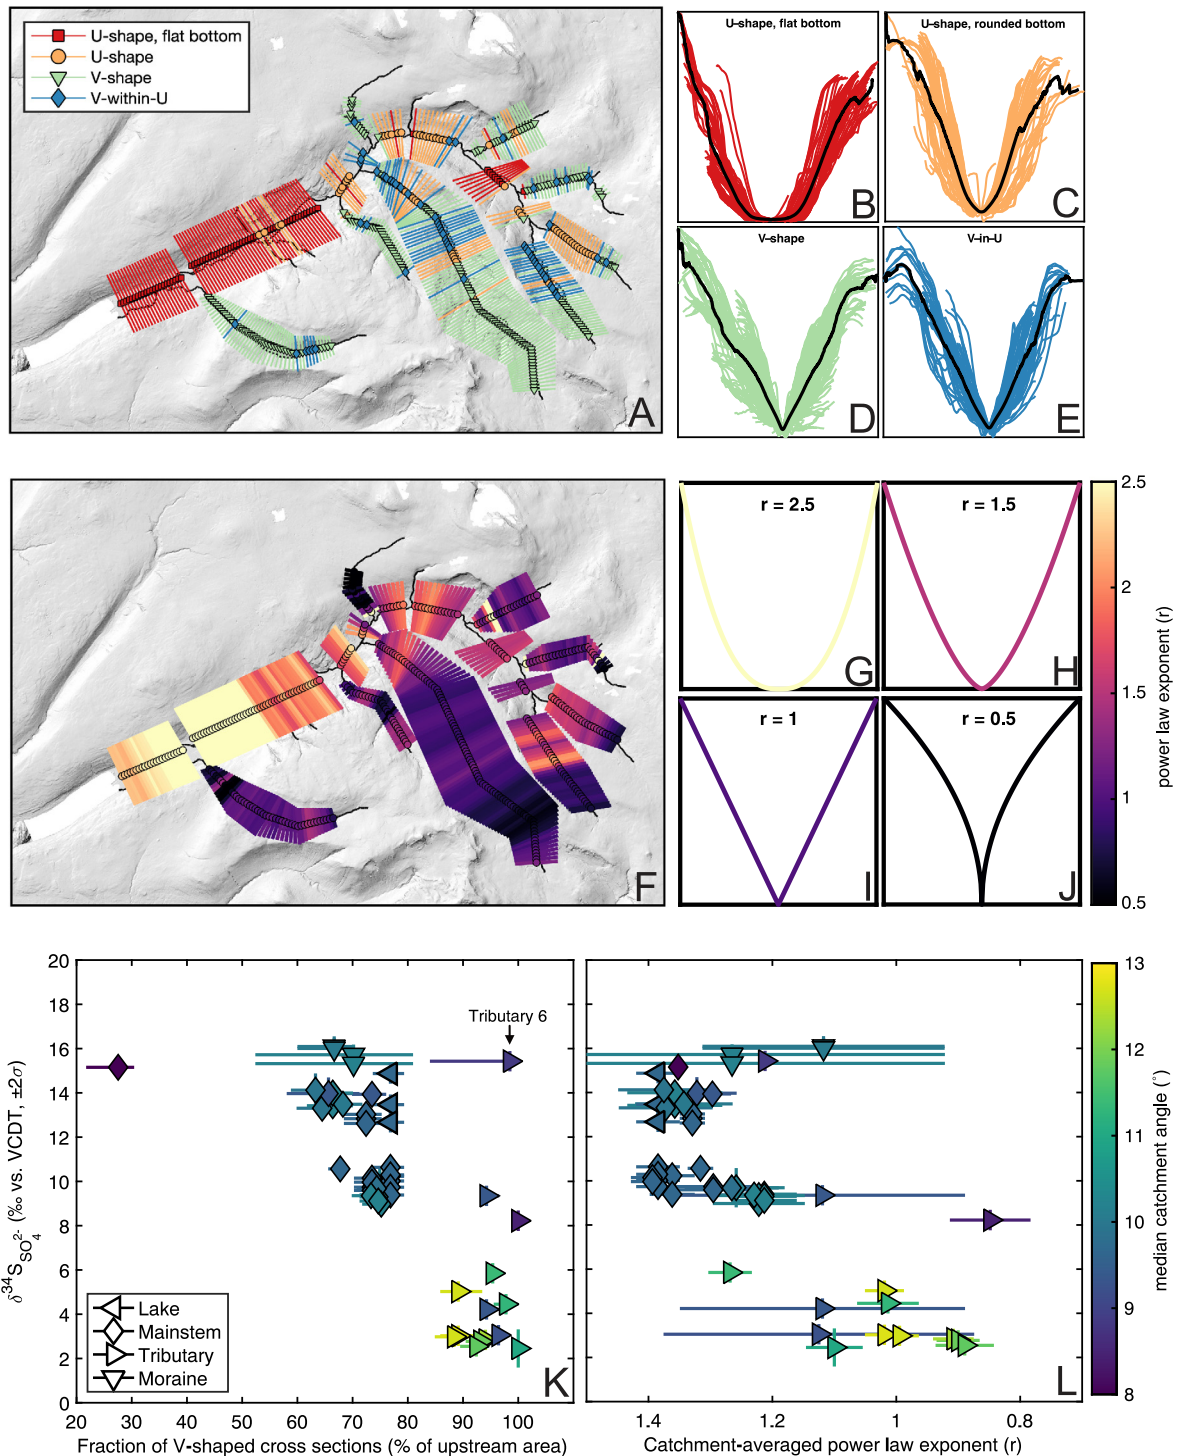 U-shape, flat bottom
U-shape
V-shape
V-within-U
A
U-shape, flat bottom
B
U-shape, rounded bottom
C
V-shape
D
V-in-U
E
F
r = 2.5
G
r = 1.5
H
r = 1
I
r = 0.5
J
2.5
2
1.5
1
0.5
power law exponent (r)
20
18
16
14
12
10
8
6
4
2
0
δ³⁴S SO₄²⁻ (‰ vs. VCDT, ±2σ)
Tributary 6
Lake
Mainstem
Tributary
Moraine
K
20 30 40 50 60 70 80 90 100
Fraction of V-shaped cross sections (% of upstream area)
L
1.4 1.2 1 0.8
Catchment-averaged power law exponent (r)
13
12
11
10
9
8
median catchment angle (°)